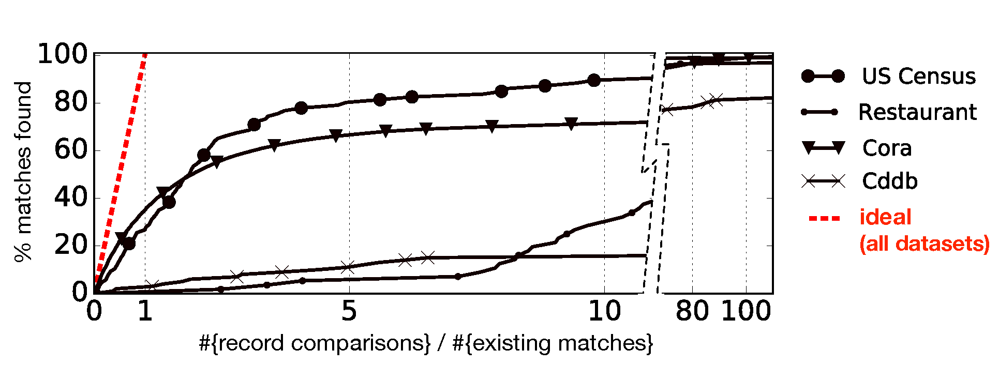 % matches found
100
80
60
40
20
0
0 1 5 10 80 100
#{record comparisons} / #{existing matches}
US Census
Restaurant
Cora
Cddb
ideal
(all datasets)